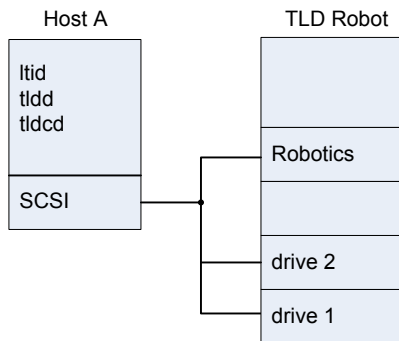 Host A
TLD Robot
ltid
tldd
tldcd
SCSI
Robotics
drive 2
drive 1